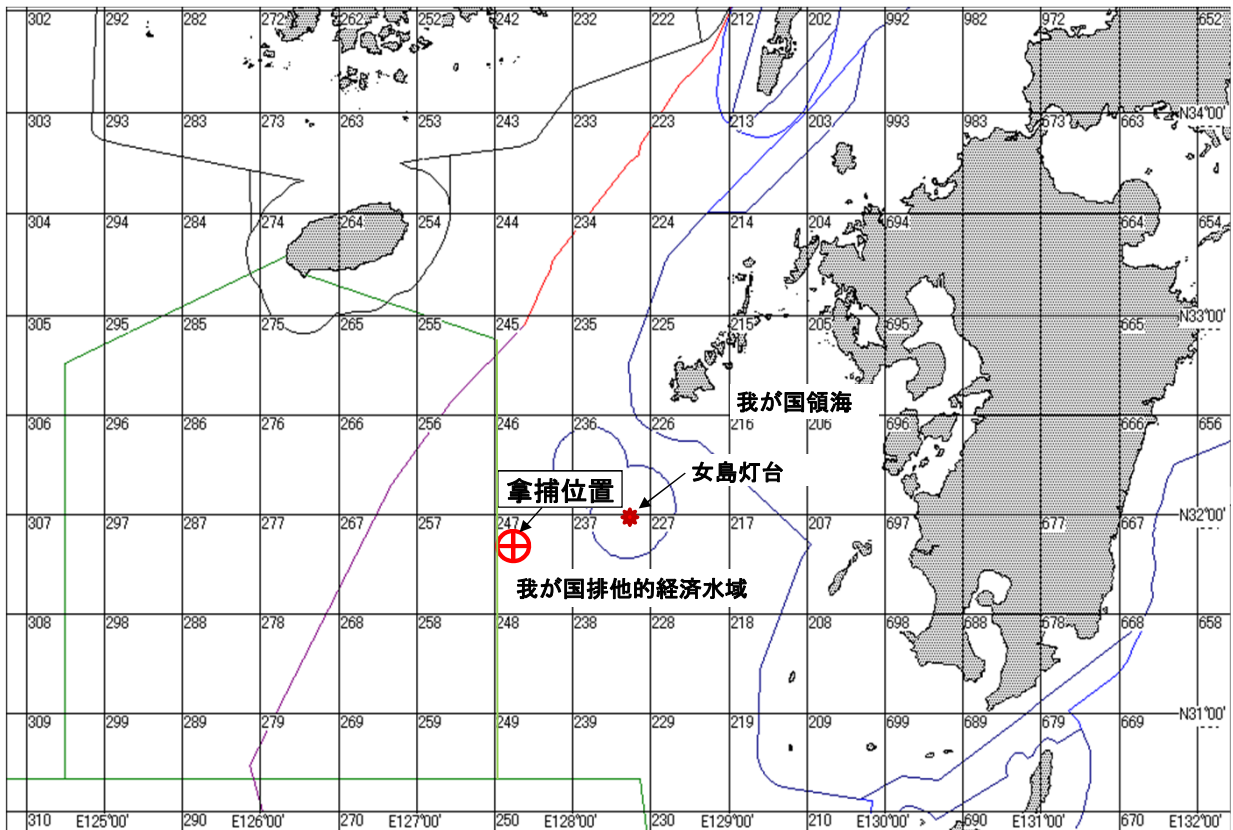 302 292 272 262 252 242 232 222 212 202 992 982 972 652
303 293 283 273 263 253 243 233 223 213 203 993 983 673 663 N34°00'
304 294 284 274 264 254 244 234 224 214 204 694 664 654
305 295 285 275 265 255 245 235 225 215 205 695 665 N33°00'
我が国領海
306 296 286 276 266 256 246 236 226 216 206 696 666 656
女島灯台
拿捕位置
307 297 287 277 267 257 247 237 227 217 207 697 677 667 N32°00'
我が国排他的経済水域
308 298 288 278 268 258 248 238 228 218 208 698 688 678 668 658
309 299 289 279 269 259 249 239 229 219 209 699 689 679 669 N31°00'
310 E125°00' 290 E126°00' 270 E127°00' 250 E128°00' 230 E129°00' 210 E130°00' 690 E131°00' 670 E132°00'